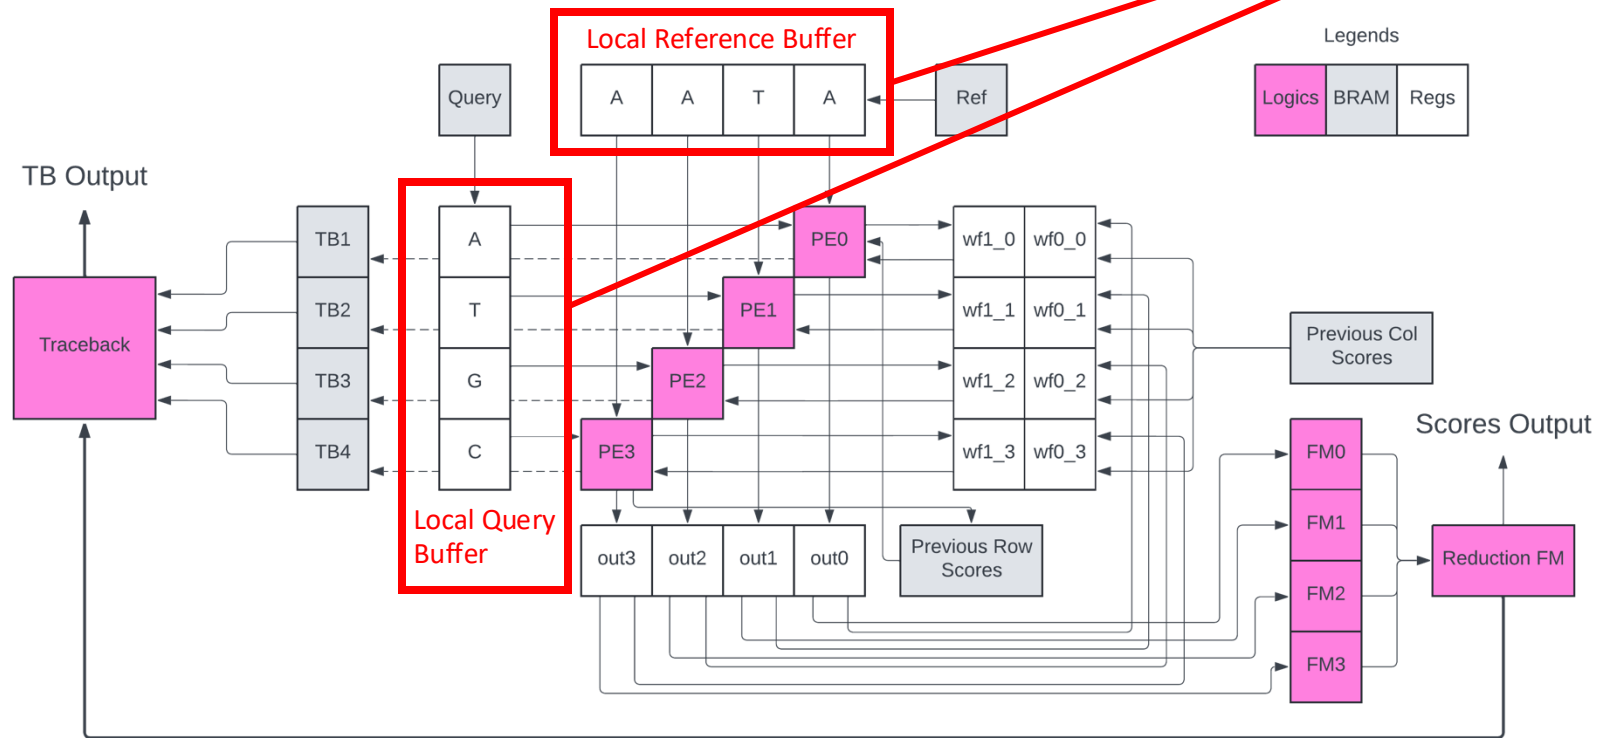 Local Reference Buffer
Legends
Query
A A T A
Ref
Logics BRAM Regs
TB Output
TB1
A
PE0
wf1_0 wf0_0
TB2
T
PE1
wf1_1 wf0_1
Previous Col
Scores
Traceback
TB3
G
PE2
wf1_2 wf0_2
TB4
C
PE3
wf1_3 wf0_3
Scores Output
FM0
Local Query
Buffer
FM1
out3 out2 out1 out0
Previous Row
Scores
Reduction FM
FM2
FM3